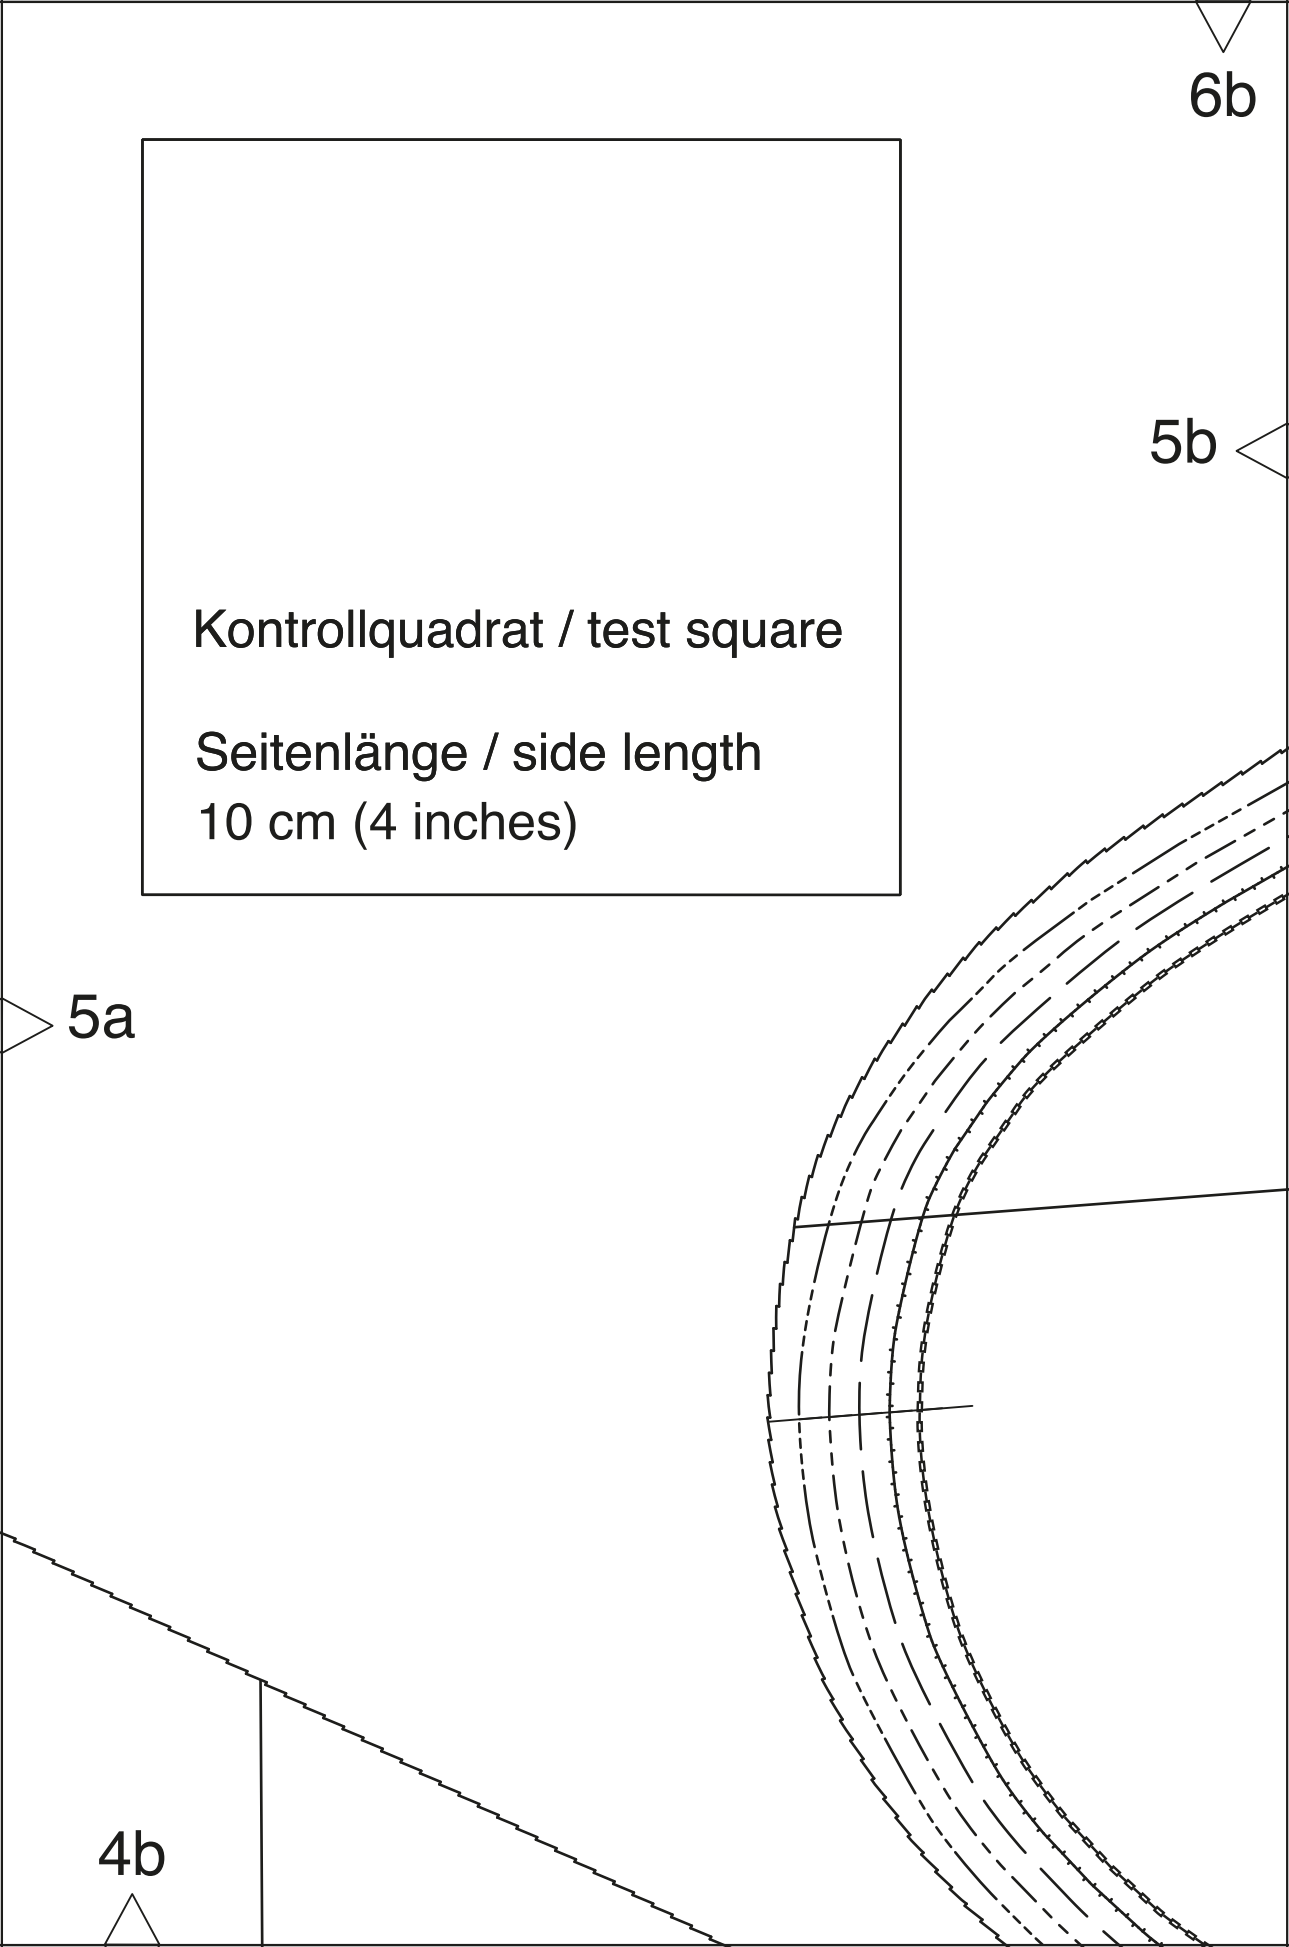 6b
5b
Kontrollquadrat / test square
Seitenlänge / side length
10 cm (4 inches)
5a
4b